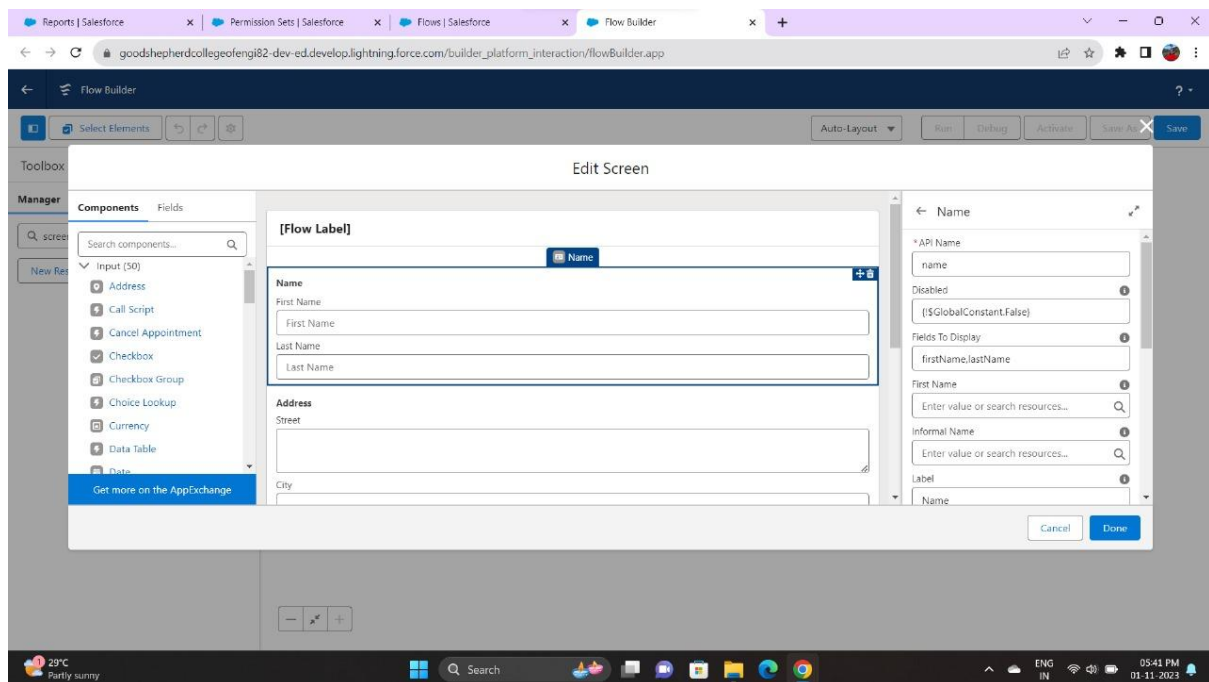 Reports | Salesforce
Permission Sets | Salesforce
Flows | Salesforce
Flow Builder
goodshepherdcollegeofengi82-dev-ed.develop.lightning.force.com/builder_platform_interaction/flowBuilder.app
Flow Builder
?
Select Elements
Auto-Layout
Run
Debug
Activate
Save As
Save
Toolbox
Edit Screen
Manager
Components
Fields
Name
[Flow Label]
Search components...
* API Name
name
Name
Input (50)
Address
Call Script
Cancel Appointment
Checkbox
Checkbox Group
Choice Lookup
Currency
Data Table
Date
Get more on the AppExchange
New Res
Name
First Name
First Name
Last Name
Last Name
Address
Street
City
Disabled
{!$GlobalConstant.False}
Fields To Display
firstName,lastName
First Name
Enter value or search resources...
Informal Name
Enter value or search resources...
Label
Name
Cancel
Done
1
29°C
Partly sunny
Search
ENG
IN
05:41 PM
01-11-2023